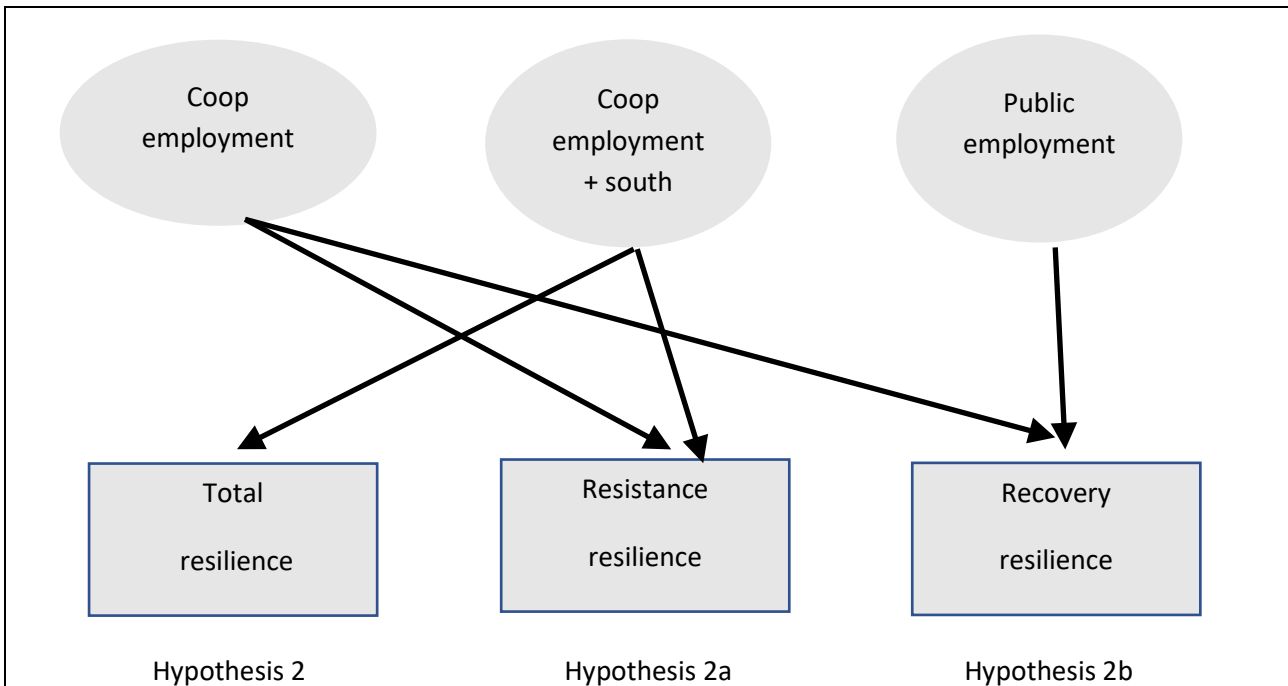 Coop
employment
Coop
employment
+ south
Public
employment
Total
resilience
Resistance
resilience
Recovery
resilience
Hypothesis 2
Hypothesis 2a
Hypothesis 2b